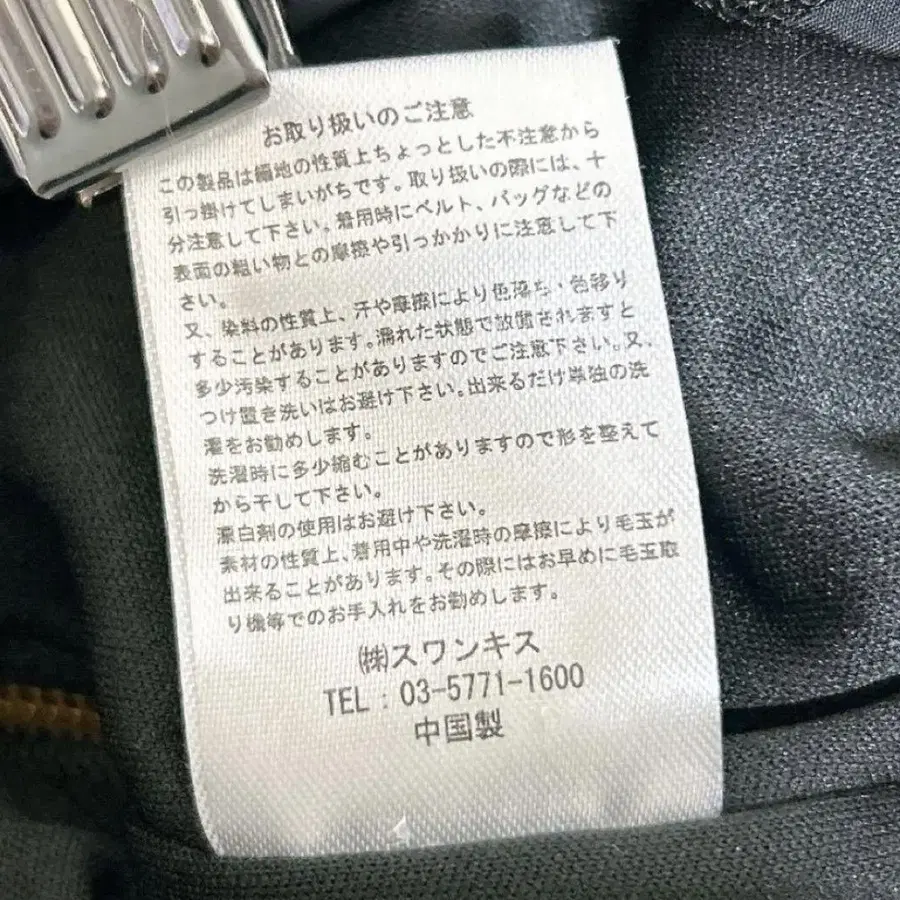 お取り扱いのご注意
この製品は編地の性質上ちょっとした不注意から
引っ掛けてしまいがちです。取り扱いの際には、十
分注意して下さい。着用時にベルト、バッグなどの
表面の粗い物との摩擦や引っかかりに注意して下
さい。
又、染料の性質上、汗や摩擦により色落ち・色移り
することがあります。濡れた状態で放置されますと
多少汚染することがありますのでご注意下さい。又、
つけ置き洗いはお避け下さい。出来るだけ単独の洗
濯をお勧めします。
洗濯時に多少縮むことがありますので形を整えて
から干して下さい。
漂白剤の使用はお避け下さい。
素材の性質上、着用中や洗濯時の摩擦により毛玉が
出来ることがあります。その際にはお早めに毛玉取
り機等でのお手入れをお勧めします。
㈱スワンキス
TEL : 03-5771-1600
中国製